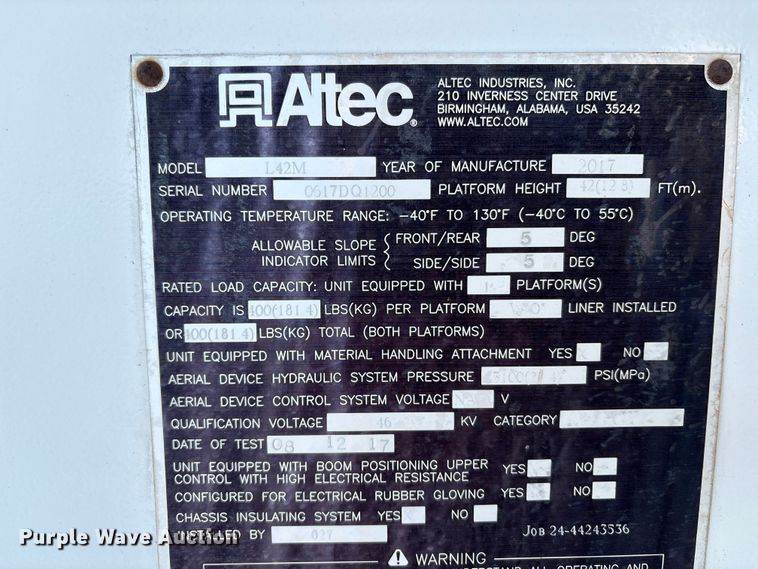 Altec
ALTEC INDUSTRIES, INC.
210 INVERNESS CENTER DRIVE
BIRMINGHAM, ALABAMA, USA 35242
WWW.ALTEC.COM
MODEL L42M YEAR OF MANUFACTURE 2017
SERIAL NUMBER 0617DQ1200 PLATFORM HEIGHT 42(12.8) FT(m).
OPERATING TEMPERATURE RANGE: -40°F TO 130°F (-40°C TO 55°C)
ALLOWABLE SLOPE INDICATOR LIMITS
FRONT/REAR 5 DEG
SIDE/SIDE 5 DEG
RATED LOAD CAPACITY: UNIT EQUIPPED WITH 1 PLATFORM(S)
CAPACITY IS 400(181.4) LBS(KG) PER PLATFORM LINER INSTALLED
OR 400(181.4) LBS(KG) TOTAL (BOTH PLATFORMS)
UNIT EQUIPPED WITH MATERIAL HANDLING ATTACHMENT YES NO
AERIAL DEVICE HYDRAULIC SYSTEM PRESSURE PSI(MPa)
AERIAL DEVICE CONTROL SYSTEM VOLTAGE V
QUALIFICATION VOLTAGE 46 KV CATEGORY
DATE OF TEST 08 12 17
UNIT EQUIPPED WITH BOOM POSITIONING UPPER YES NO
CONTROL WITH HIGH ELECTRICAL RESISTANCE
CONFIGURED FOR ELECTRICAL RUBBER GLOVING YES NO
CHASSIS INSULATING SYSTEM YES NO
INSTALLED BY 027 JOB 24-44243536
WARNING
Purple Wave Auction